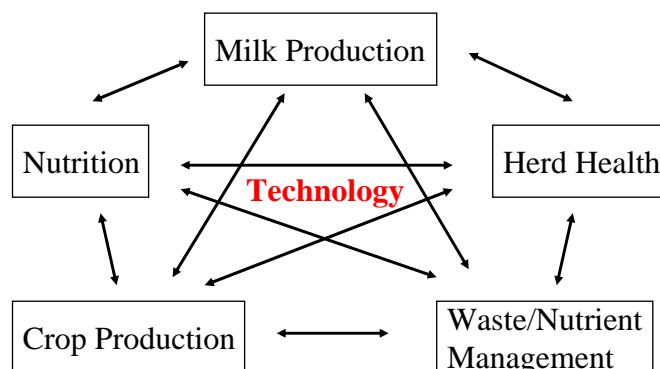 Milk Production
Nutrition
Herd Health
Technology
Crop Production
Waste/Nutrient
Management